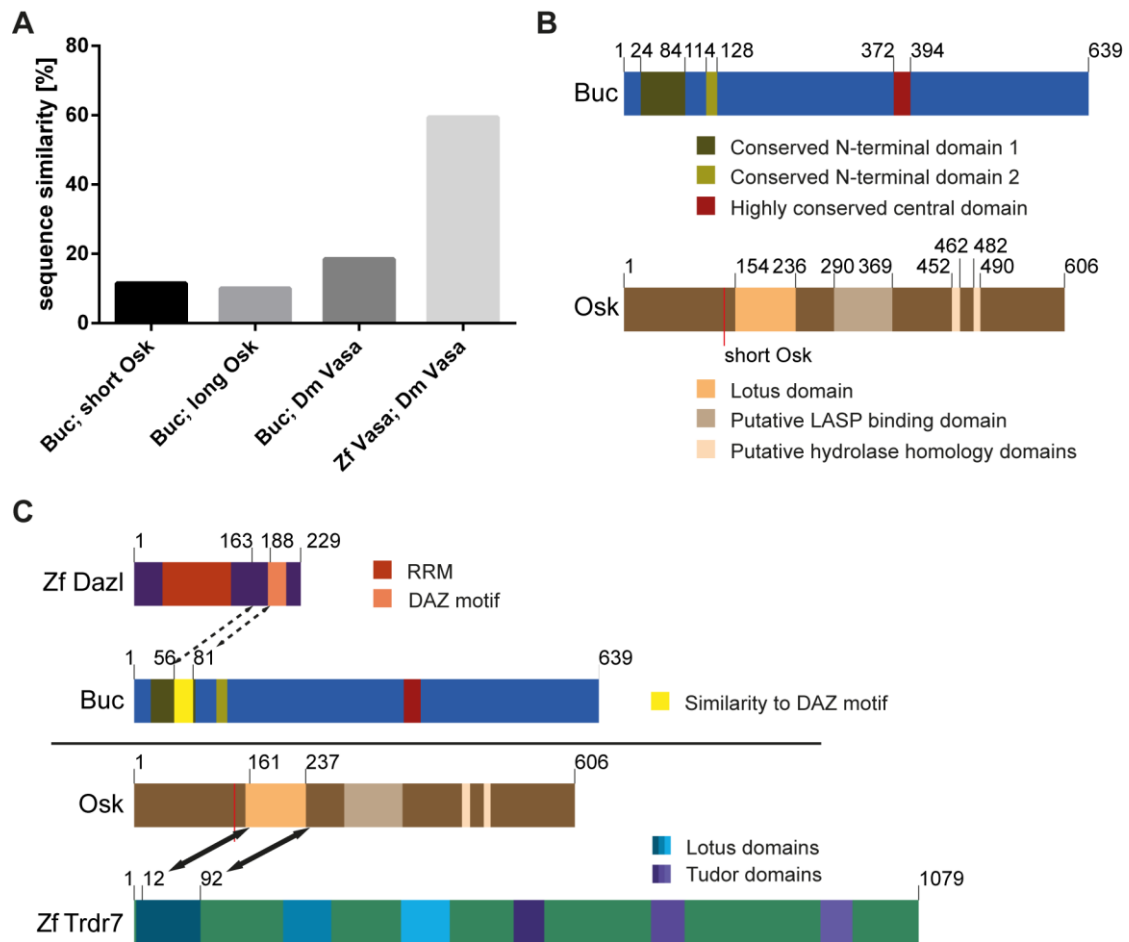 A
sequence similarity [%]
80
60
40
20
0
Buc; short Osk
Buc; long Osk
Buc; Dm Vasa
Zf Vasa; Dm Vasa
B
1 24 84 114 128 372 394 639
Buc
Conserved N-terminal domain 1
Conserved N-terminal domain 2
Highly conserved central domain
462 482
1 154 236 290 369 452 490 606
Osk
short Osk
Lotus domain
Putative LASP binding domain
Putative hydrolase homology domains
C
1 163 188 229
Zf Dazl
RRM
DAZ motif
1 56 81 639
Buc
Similarity to DAZ motif
1 161 237 606
Osk
Lotus domains
Tudor domains
1 12 92 1079
Zf Trdr7